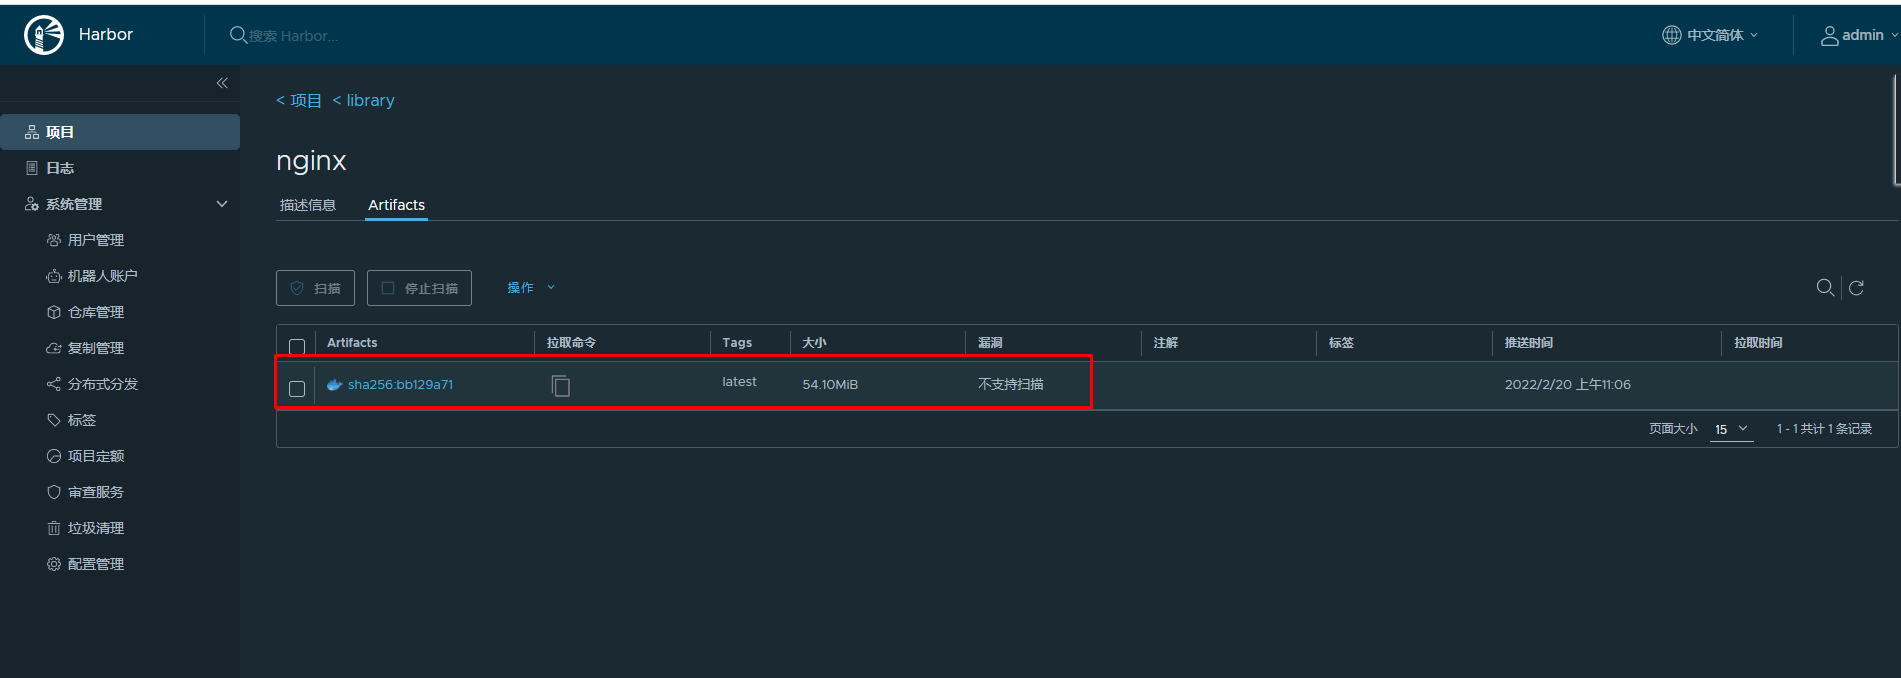 Harbor
搜索 Harbor...
中文简体
admin
< 项目 < library
项目
日志
系统管理
用户管理
机器人账户
仓库管理
复制管理
分布式分发
标签
项目定额
审查服务
垃圾清理
配置管理
nginx
描述信息 Artifacts
扫描 停止扫描 操作
Artifacts 拉取命令 Tags 大小 漏洞 注解 标签 推送时间 拉取时间
sha256:bb129a71 latest 54.10MiB 不支持扫描 2022/2/20 上午11:06
页面大小 15 1 - 1 共计 1 条记录